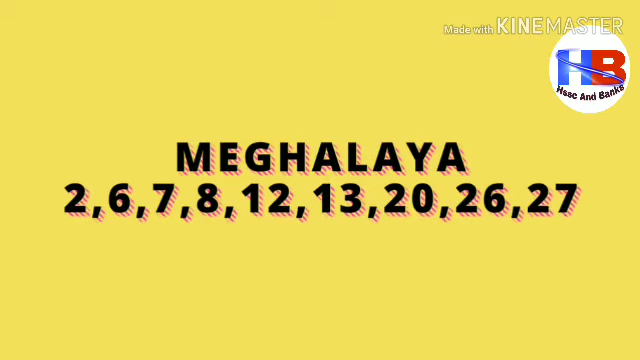 Made with KINEMASTER
HB
Hssc And Banks
MEGHALAYA
2,6,7,8,12,13,20,26,27